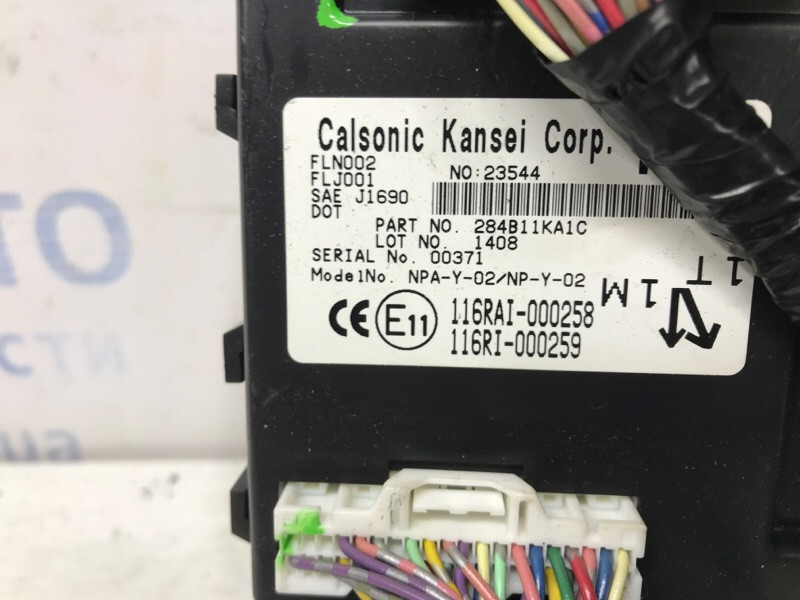 Calsonic Kansei Corp.
FLN002
FLJ001
NO:23544
SAE J1690
DOT
PART NO. 284B11KA1C
LOT NO. 1408
SERIAL No. 00371
ModelNo. NPA-Y-02/NP-Y-02
1M
1T
CE E11 116RAI-000258
116RI-000259